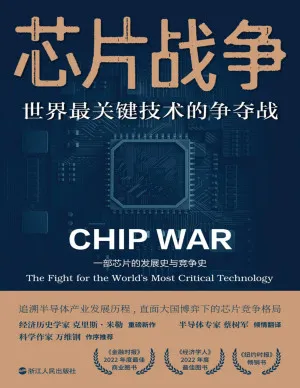 芯片战争
世界最关键技术的争夺战
CHIP WAR
一部芯片的发展史与竞争史
The Fight for the World's Most Critical Technology
追溯半导体产业发展历程，直面大国博弈下的芯片竞争格局
经济历史学家 克里斯·米勒 重磅新作
半导体专家 蔡树军 倾情翻译
科学作家 万维钢 作序推荐
《金融时报》
2022年度最佳
商业图书
《经济学人》
2022年度最佳
图书
《纽约时报》
畅销书
浙江人民出版社